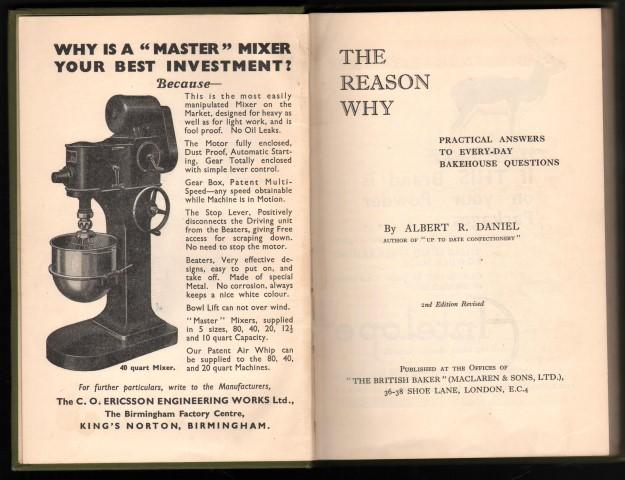 WHY IS A "MASTER" MIXER
YOUR BEST INVESTMENT?
Because—
This is the most easily
manipulated Mixer on the
Market, designed for heavy as
well as for light work, and is
fool proof. No Oil Leaks.
The Motor fully enclosed,
Dust Proof, Automatic Start-
ing, Gear Totally enclosed
with simple lever control.
Gear Box, Patent Multi-
Speed—any speed obtainable
while Machine is in Motion.
The Stop Lever, Positively
disconnects the Driving unit
from the Beaters, giving Free
access for scraping down.
No need to stop the motor.
Beaters, Very effective de-
signs, easy to put on, and
take off. Made of special
Metal. No corrosion, always
keeps a nice white colour.
Bowl Lift can not over wind.
"Master" Mixers, supplied
in 5 sizes, 80, 40, 20, 12½
and 10 quart Capacity.
Our Patent Air Whip can
be supplied to the 80, 40,
and 20 quart Machines.
40 quart Mixer.
For further particulars, write to the Manufacturers,
The C. O. ERICSSON ENGINEERING WORKS Ltd.,
The Birmingham Factory Centre,
KING'S NORTON, BIRMINGHAM.
THE
REASON
WHY
PRACTICAL ANSWERS
TO EVERY-DAY
BAKEHOUSE QUESTIONS
By ALBERT R. DANIEL
AUTHOR OF "UP TO DATE CONFECTIONERY"
2nd Edition Revised
PUBLISHED AT THE OFFICES OF
"THE BRITISH BAKER" (MACLAREN & SONS, LTD.),
36-38 SHOE LANE, LONDON, E.C.4